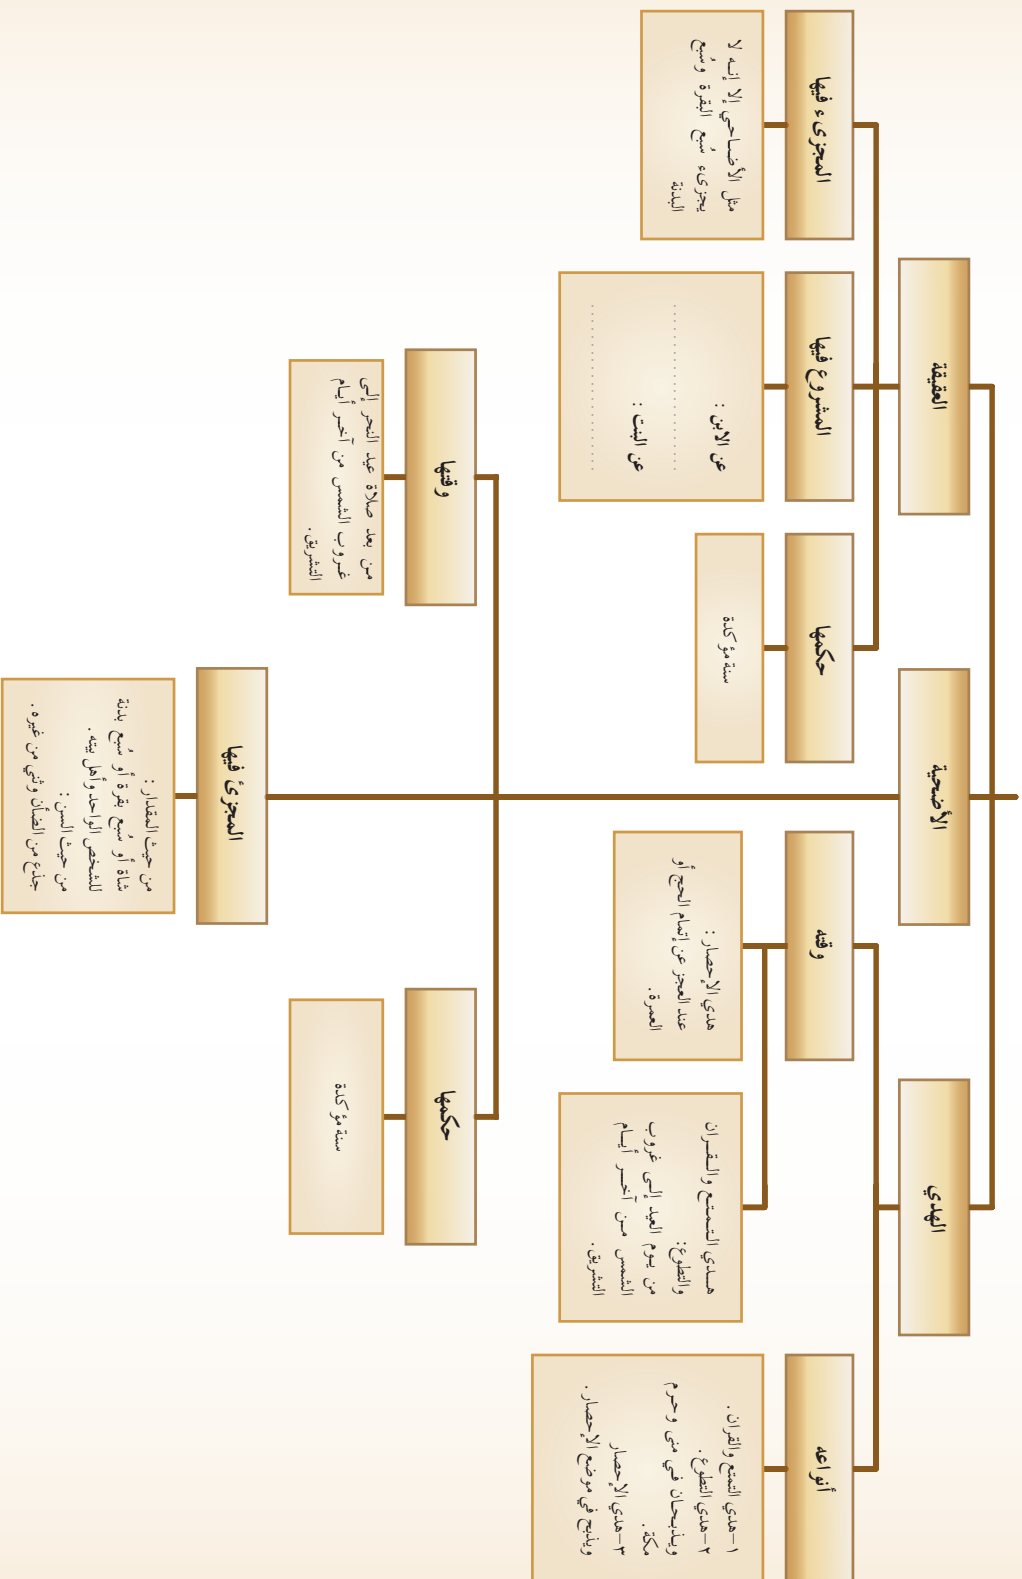 الهدي
أنواعه
١-هدي التمتع والقران.
٢-هدي التطوع.
ويذبحان في منى وحرم
مكة.
٣-هدي الإحصار
ويذبح في موضع الإحصار.
وقته
هدي التمتع والقران
والتطوع:
من يوم العيد إلى غروب
الشمس من آخر أيام
التشريق.
هدي الإحصار:
عند العجز عن إتمام الحج أو
العمرة.
الأضحية
حكمها
سنة مؤكدة
المجزئ فيها
من حيث المقدار:
شاة أو سُبع بقرة أو سُبع بدنة
للشخص الواحد وأهل بيته.
من حيث السن:
جذع من الضأن وثني من غيره.
وقتها
من بعد صلاة عيد النحر إلى
غروب الشمس من آخر أيام
التشريق.
العقيقة
حكمها
سنة مؤكدة
المشروع فيها
عن الابن:
..............................
عن البنت:
..............................
المجزىء فيها
مثل الأضاحي إلا إنه لا
يجزىء سُبع البقرة وسُبع
البدنة